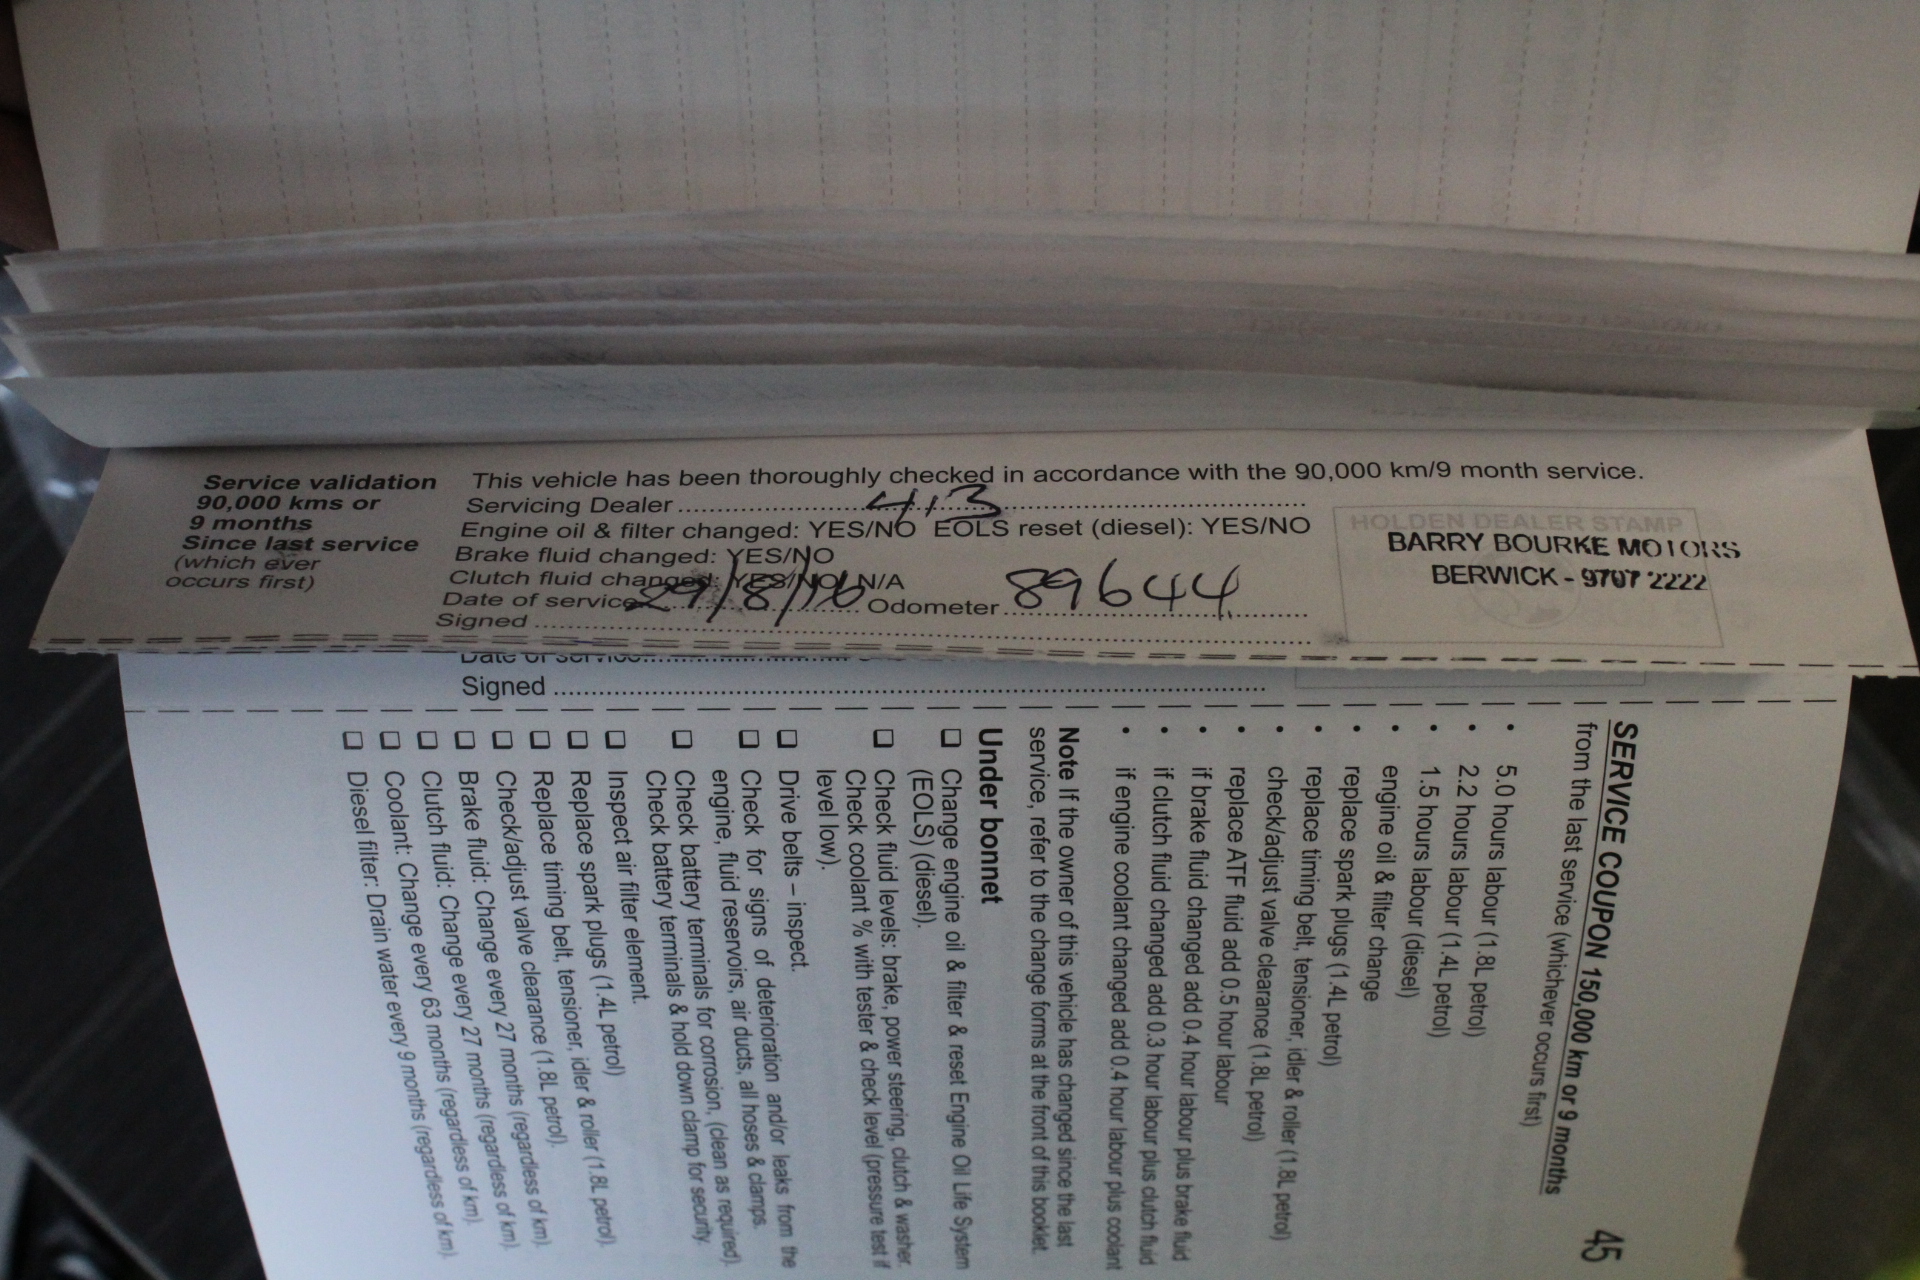 Service validation
90,000 kms or
9 months
Since last service
(which ever
occurs first)
This vehicle has been thoroughly checked in accordance with the 90,000 km/9 month service.
Servicing Dealer 413
Engine oil & filter changed: YES/NO EOLS reset (diesel): YES/NO
Brake fluid changed: YES/NO
Clutch fluid changed: YES/NO N/A
Date of service 29/8/16 Odometer 89644
Signed
HOLDEN DEALER STAMP
BARRY BOURKE MOTORS
BERWICK - 9707 2222
Date of service
Signed
SERVICE COUPON 150,000 km or 9 months 45
from the last service (whichever occurs first)
• 5.0 hours labour (1.8L petrol)
• 2.2 hours labour (1.4L petrol)
• 1.5 hours labour (diesel)
• engine oil & filter change
• replace spark plugs (1.4L petrol)
• replace timing belt, tensioner, idler & roller (1.8L petrol)
• check/adjust valve clearance (1.8L petrol)
• replace ATF fluid add 0.5 hour labour
• if brake fluid changed add 0.4 hour labour plus brake fluid
• if clutch fluid changed add 0.3 hour labour plus clutch fluid
• if engine coolant changed add 0.4 hour labour plus coolant
Note If the owner of this vehicle has changed since the last
service, refer to the change forms at the front of this booklet.
Under bonnet
❏ Change engine oil & filter & reset Engine Oil Life System
(EOLS) (diesel).
❏ Check fluid levels: brake, power steering, clutch & washer.
Check coolant % with tester & check level (pressure test if
level low).
❏ Drive belts – inspect.
❏ Check for signs of deterioration and/or leaks from the
engine, fluid reservoirs, air ducts, all hoses & clamps.
❏ Check battery terminals for corrosion, (clean as required).
Check battery terminals & hold down clamp for security.
❏ Inspect air filter element.
❏ Replace spark plugs (1.4L petrol)
❏ Replace timing belt, tensioner, idler & roller (1.8L petrol).
❏ Check/adjust valve clearance (1.8L petrol).
❏ Brake fluid: Change every 27 months (regardless of km).
❏ Clutch fluid: Change every 27 months (regardless of km).
❏ Coolant: Change every 63 months (regardless of km).
❏ Diesel filter: Drain water every 9 months (regardless of km).